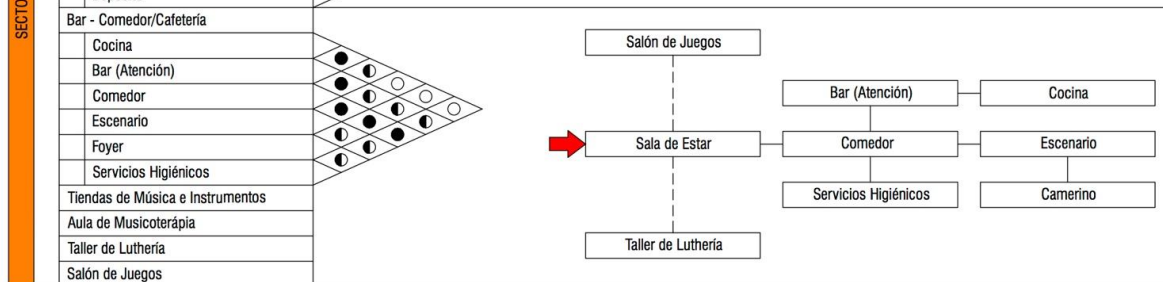 SECTO
Bar - Comedor/Cafetería
Cocina
Bar (Atención)
Comedor
Escenario
Foyer
Servicios Higiénicos
Tiendas de Música e Instrumentos
Aula de Musicoterápia
Taller de Luthería
Salón de Juegos
Salón de Juegos
Bar (Atención)
Cocina
Sala de Estar
Comedor
Escenario
Servicios Higiénicos
Camerino
Taller de Luthería